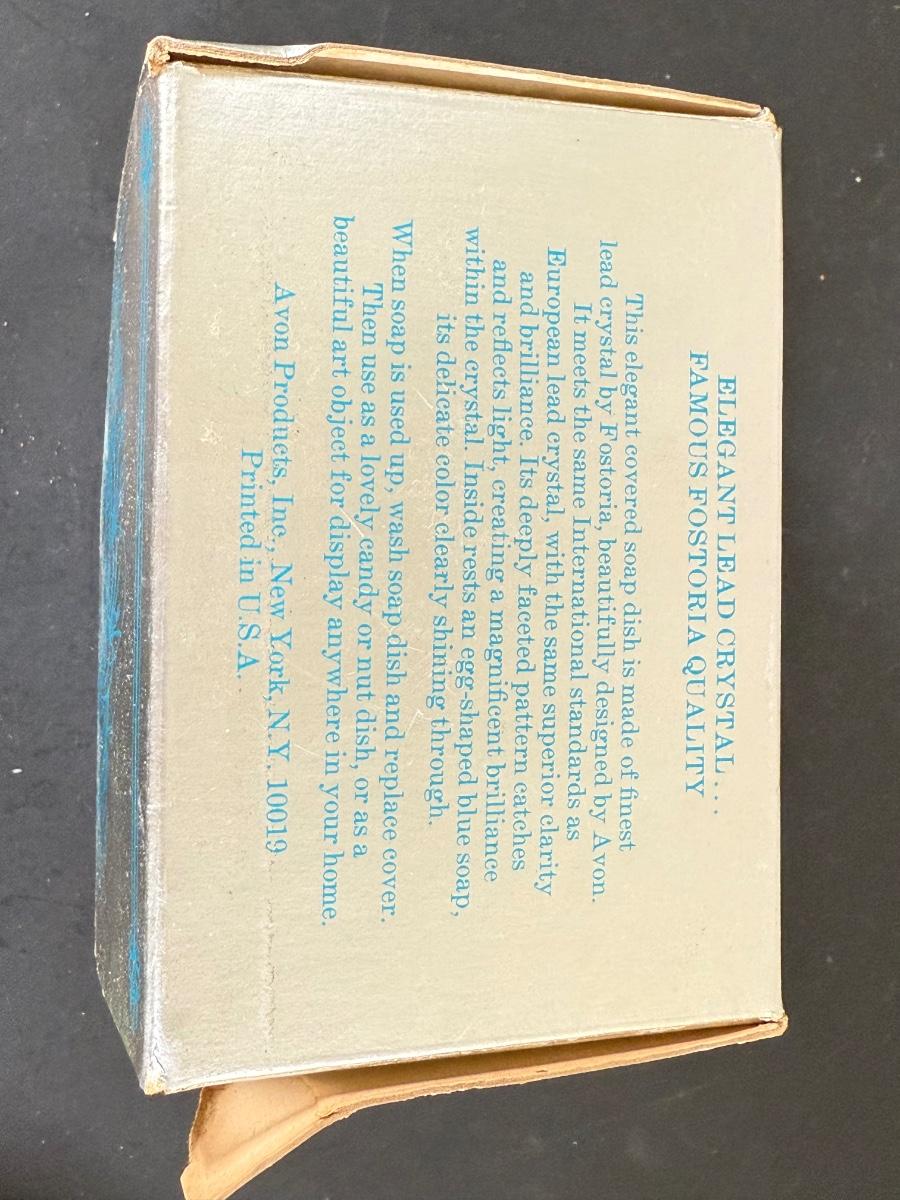 ELEGANT LEAD CRYSTAL...
FAMOUS FOSTORIA QUALITY
This elegant covered soap dish is made of finest
lead crystal by Fostoria, beautifully designed by Avon.
It meets the same International standards as
European lead crystal, with the same superior clarity
and brilliance. Its deeply faceted pattern catches
and reflects light, creating a magnificent brilliance
within the crystal. Inside rests an egg-shaped blue soap,
its delicate color clearly shining through.
When soap is used up, wash soap dish and replace cover.
Then use as a lovely candy or nut dish, or as a
beautiful art object for display anywhere in your home.
Avon Products, Inc., New York, N.Y. 10019
Printed in U.S.A.